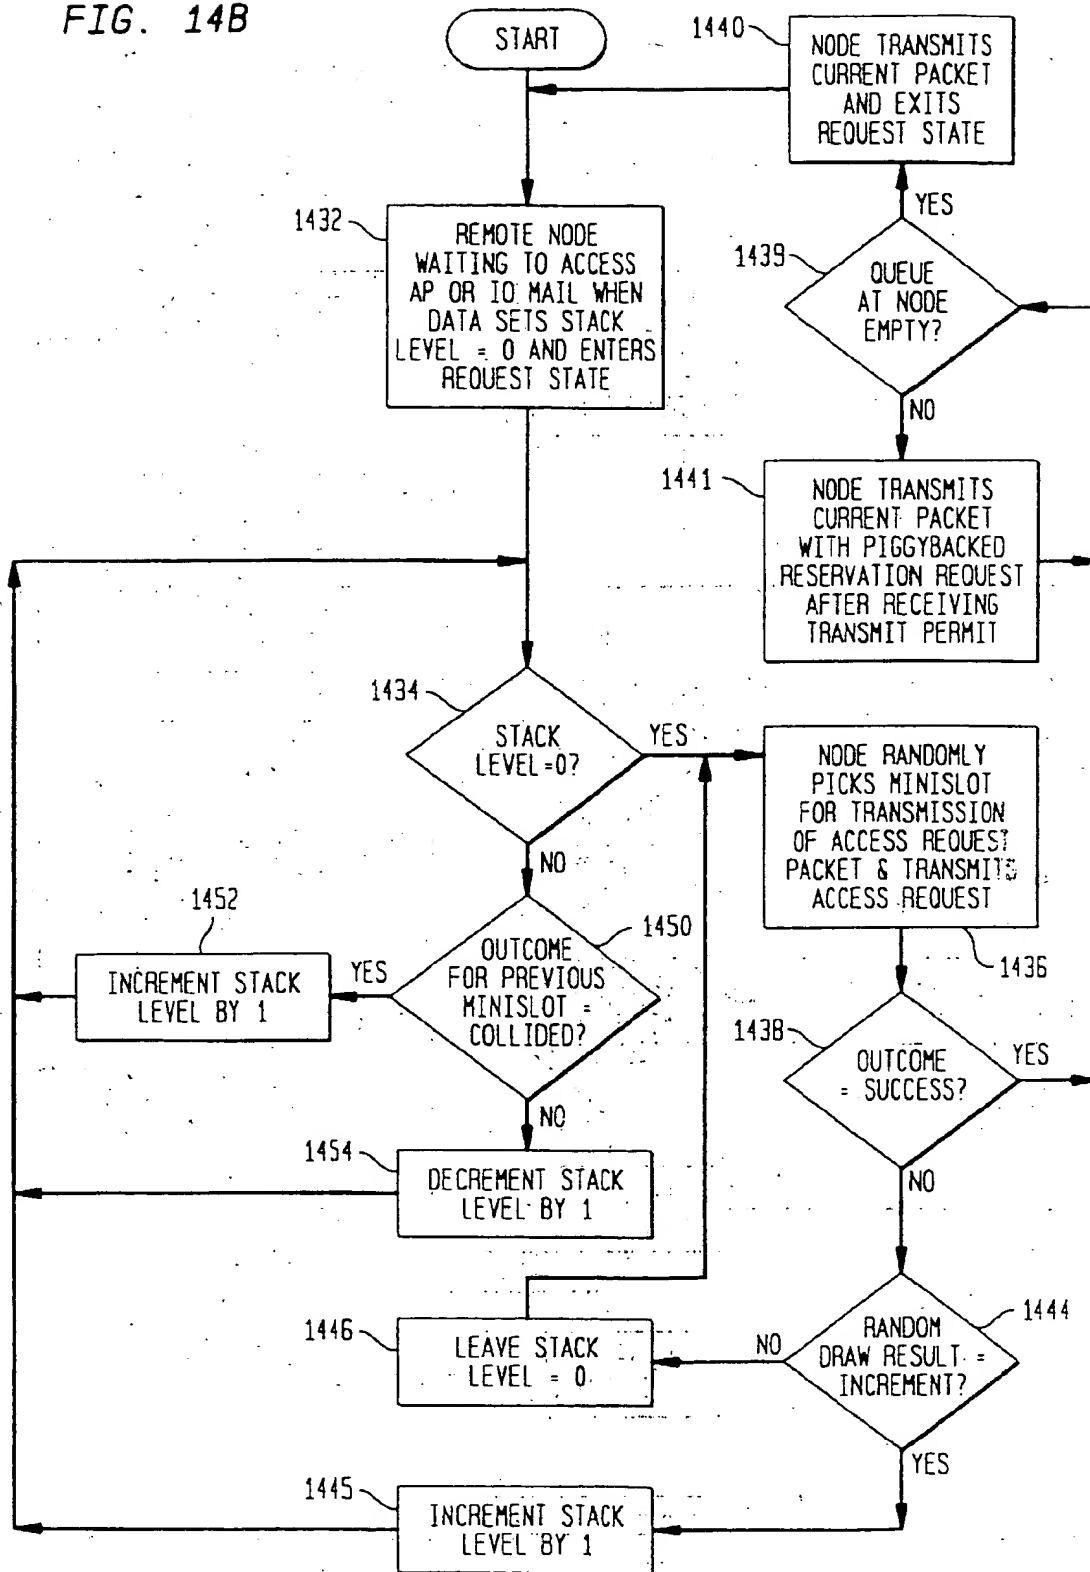 FIG. 14B
START
1440
NODE TRANSMITS
CURRENT PACKET
AND EXITS
REQUEST STATE
YES
1432
REMOTE NODE
WAITING TO ACCESS
AP OR IO MAIL WHEN
DATA SETS STACK
LEVEL = 0 AND ENTERS
REQUEST STATE
1439
QUEUE
AT NODE
EMPTY?
NO
1441
NODE TRANSMITS
CURRENT PACKET
WITH PIGGYBACKED
RESERVATION REQUEST
AFTER RECEIVING
TRANSMIT PERMIT
1434
STACK
LEVEL=0?
YES
NO
NODE RANDOMLY
PICKS MINISLOT
FOR TRANSMISSION
OF ACCESS REQUEST
PACKET & TRANSMITS
ACCESS REQUEST
1436
1452
INCREMENT STACK
LEVEL BY 1
YES
1450
OUTCOME
FOR PREVIOUS
MINISLOT =
COLLIDED?
NO
1438
OUTCOME
= SUCCESS?
YES
NO
1454
DECREMENT STACK
LEVEL BY 1
1446
LEAVE STACK
LEVEL = 0
NO
1444
RANDOM
DRAW RESULT =
INCREMENT?
YES
1445
INCREMENT STACK
LEVEL BY 1